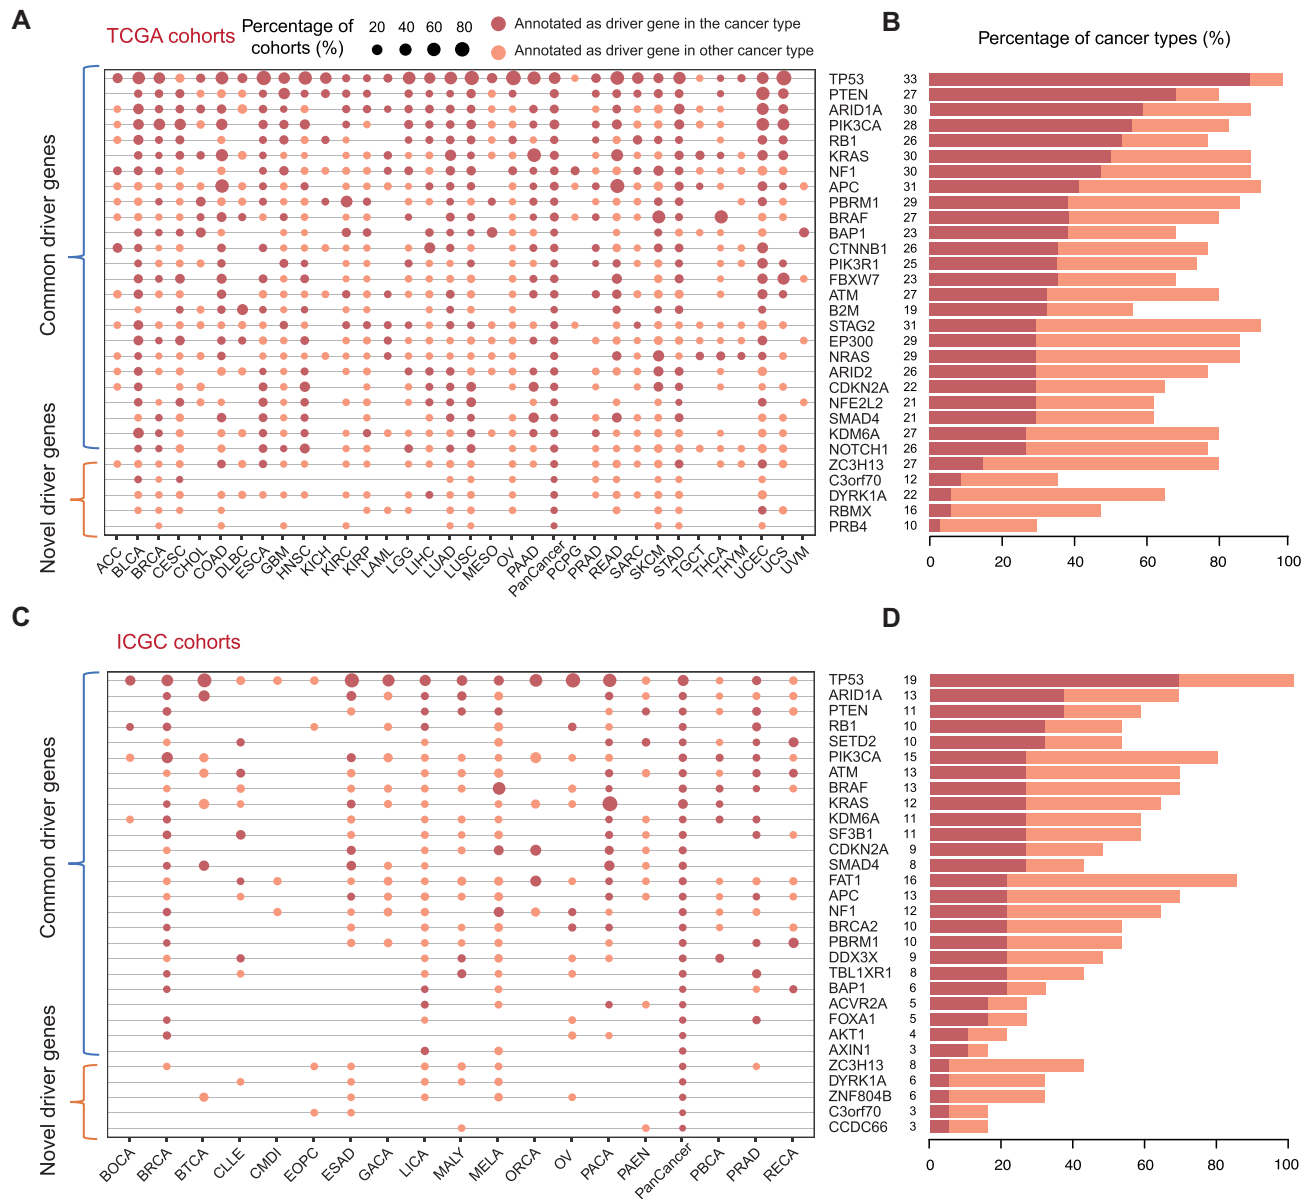 A
TCGA cohorts
Percentage of cohorts (%)
20 40 60 80
Annotated as driver gene in the cancer type
Annotated as driver gene in other cancer type
Common driver genes
Novel driver genes
ACC BLCA BRCA CESC CHOL COAD DLBC ESCA GBM HNSC KICH KIRC KIRP LAML LGG LIHC LUAD LUSC MESO OV PAAD PanCancer PCPG PRAD READ SARC SKCM STAD TGCT THCA THYM UCEC UCS UVM
B
Percentage of cancer types (%)
TP53 33
PTEN 27
ARID1A 30
PIK3CA 28
RB1 26
KRAS 30
NF1 30
APC 31
PBRM1 29
BRAF 27
BAP1 23
CTNNB1 26
PIK3R1 25
FBXW7 23
ATM 27
B2M 19
STAG2 31
EP300 29
NRAS 29
ARID2 26
CDKN2A 22
NFE2L2 21
SMAD4 21
KDM6A 27
NOTCH1 26
ZC3H13 27
C3orf70 12
DYRK1A 22
RBMX 16
PRB4 10
0 20 40 60 80 100
C
ICGC cohorts
Common driver genes
Novel driver genes
BOCA BRCA BTCA CLLE CMDI EOPC ESAD GACA LICA MALY MELA ORCA OV PACA PAEN PanCancer PBCA PRAD RECA
D
TP53 19
ARID1A 13
PTEN 11
RB1 10
SETD2 10
PIK3CA 15
ATM 13
BRAF 13
KRAS 12
KDM6A 11
SF3B1 11
CDKN2A 9
SMAD4 8
FAT1 16
APC 13
NF1 12
BRCA2 10
PBRM1 10
DDX3X 9
TBL1XR1 8
BAP1 6
ACVR2A 5
FOXA1 5
AKT1 4
AXIN1 3
ZC3H13 8
DYRK1A 6
ZNF804B 6
C3orf70 3
CCDC66 3
0 20 40 60 80 100